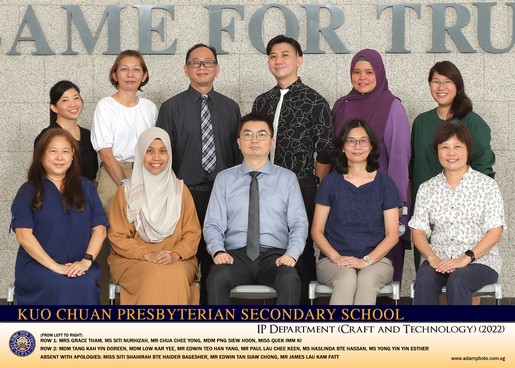 GAME FOR TRU
KUO CHUAN PRESBYTERIAN SECONDARY SCHOOL
IP DEPARTMENT (CRAFT AND TECHNOLOGY) (2022)
(FROM LEFT TO RIGHT)
ROW 1: MRS GRACE THAM, MS SITI NURHIZAH, MR CHUA CHEE YONG, MDM PNG SIEW HOON, MISS QUEK IMM KI
ROW 2: MDM TANG KAH YIN DOREEN, MDM LOW KAR YEE, MR EDWIN TEO HAN YANG, MR PAUL LAU CHEE KEEN, MS HASLINDA BTE HASSAN, MS YONG YIN YIN ESTHER
ABSENT WITH APOLOGIES: MISS SITI SHAHIRAH BTE HAIDER BAGESHER, MR EDWIN TAN SIAW CHONG, MR JAMES LAU KAM FATT
www.adamphoto.com.sg